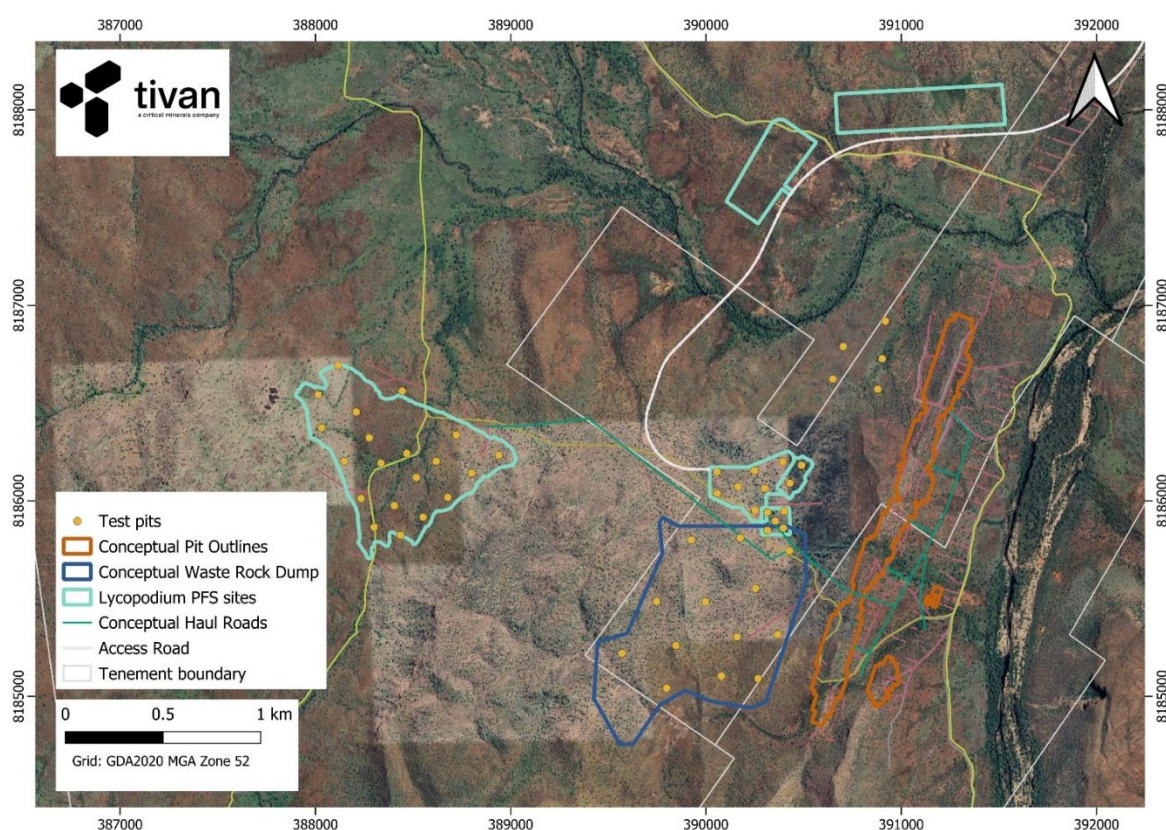 387000 388000 389000 390000 391000 392000
tivan
a critical minerals company
8188000 8188000
8187000 8187000
8186000 8186000
8185000 8185000
Test pits
Conceptual Pit Outlines
Conceptual Waste Rock Dump
Lycopodium PFS sites
Conceptual Haul Roads
Access Road
Tenement boundary
0 0.5 1 km
Grid: GDA2020 MGA Zone 52
387000 388000 389000 390000 391000 392000